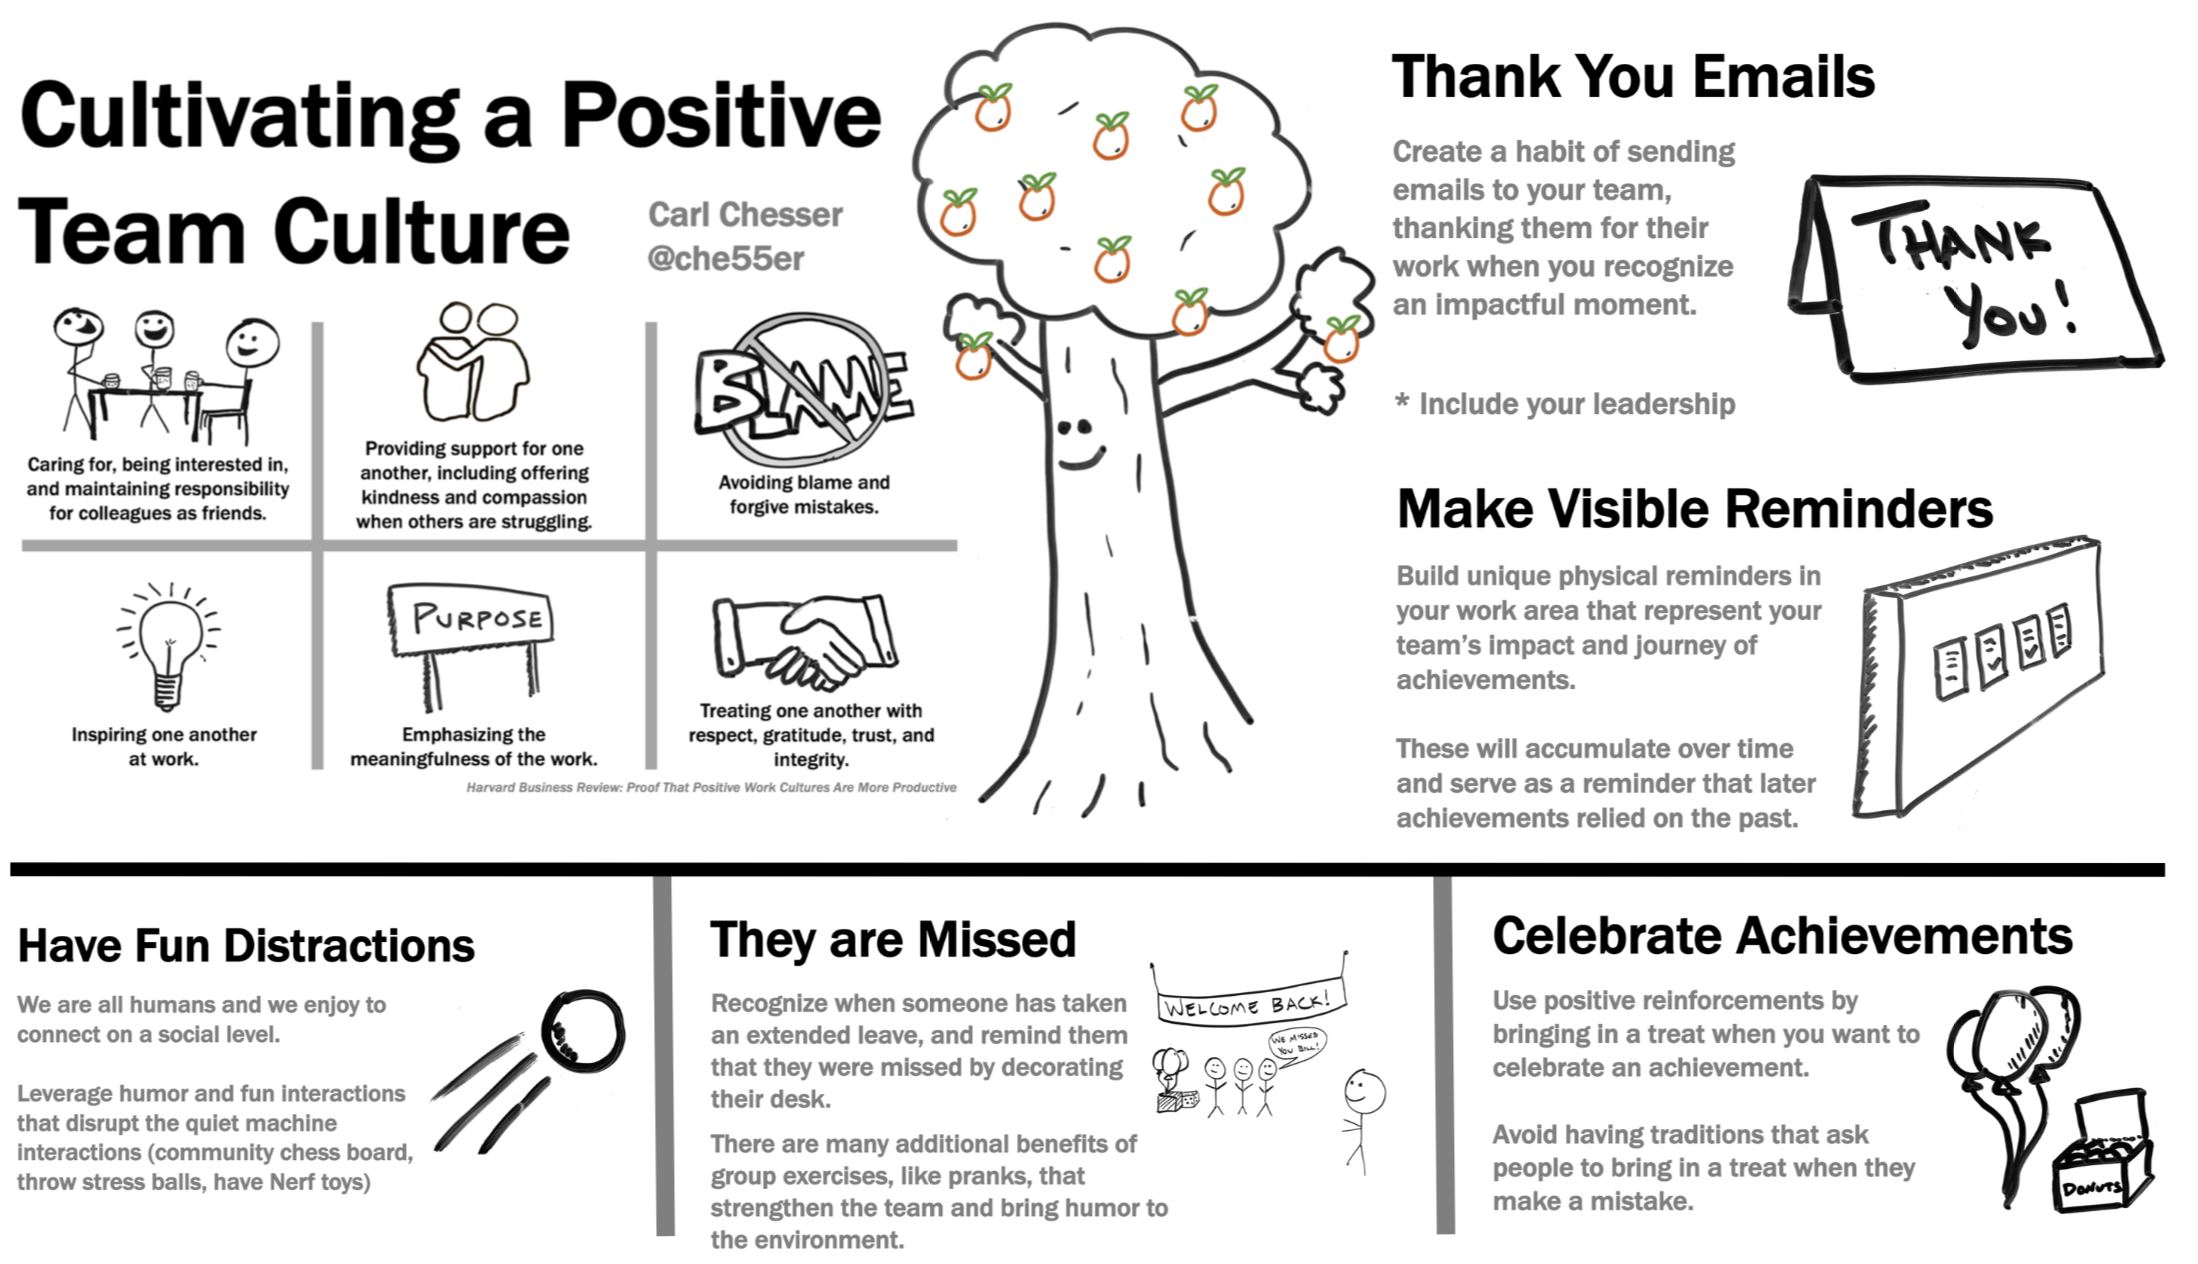 Cultivating a Positive
Team Culture
Carl Chesser
@che55er
Caring for, being interested in,
and maintaining responsibility
for colleagues as friends.
Providing support for one
another, including offering
kindness and compassion
when others are struggling.
BLAME
Avoiding blame and
forgive mistakes.
Inspiring one another
at work.
PURPOSE
Emphasizing the
meaningfulness of the work.
Treating one another with
respect, gratitude, trust, and
integrity.
Harvard Business Review: Proof That Positive Work Cultures Are More Productive
Thank You Emails
Create a habit of sending
emails to your team,
thanking them for their
work when you recognize
an impactful moment.
* Include your leadership
THANK
YOU!
Make Visible Reminders
Build unique physical reminders in
your work area that represent your
team's impact and journey of
achievements.
These will accumulate over time
and serve as a reminder that later
achievements relied on the past.
Have Fun Distractions
We are all humans and we enjoy to
connect on a social level.
Leverage humor and fun interactions
that disrupt the quiet machine
interactions (community chess board,
throw stress balls, have Nerf toys)
They are Missed
Recognize when someone has taken
an extended leave, and remind them
that they were missed by decorating
their desk.
There are many additional benefits of
group exercises, like pranks, that
strengthen the team and bring humor to
the environment.
WELCOME BACK!
WE MISSED
YOU BILL!
Celebrate Achievements
Use positive reinforcements by
bringing in a treat when you want to
celebrate an achievement.
Avoid having traditions that ask
people to bring in a treat when they
make a mistake.
DONUTS